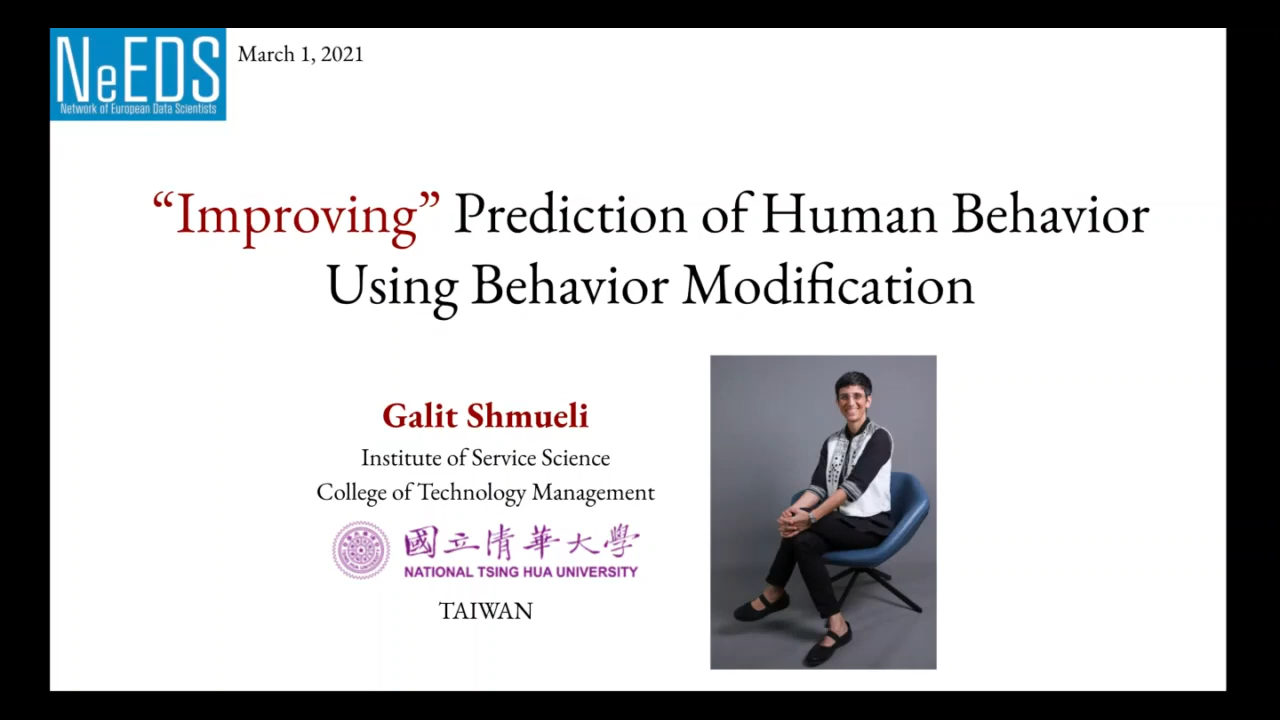 NeEDS
Network of European Data Scientists
March 1, 2021
“Improving” Prediction of Human Behavior
Using Behavior Modification
Galit Shmueli
Institute of Service Science
College of Technology Management
國立清華大學
NATIONAL TSING HUA UNIVERSITY
TAIWAN